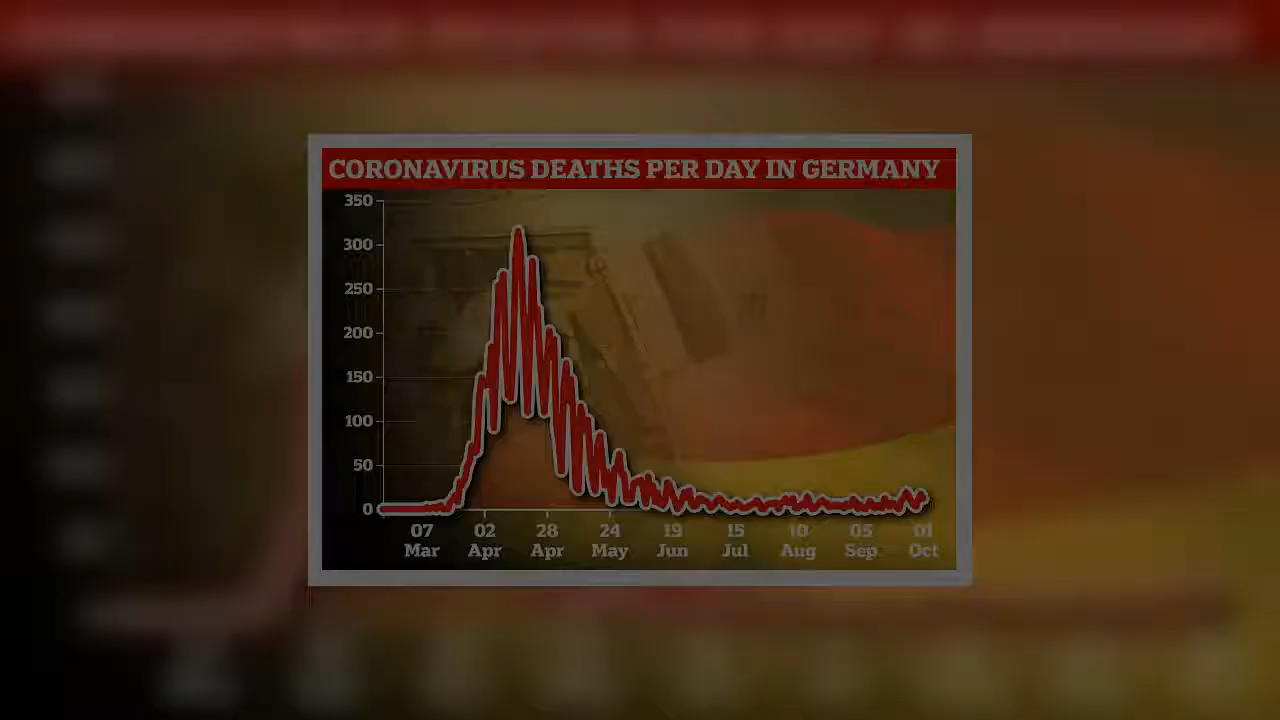 CORONAVIRUS DEATHS PER DAY IN GERMANY
350
300
250
200
150
100
50
0
07 02 28 24 19 15 10 05 01
Mar Apr Apr May Jun Jul Aug Sep Oct